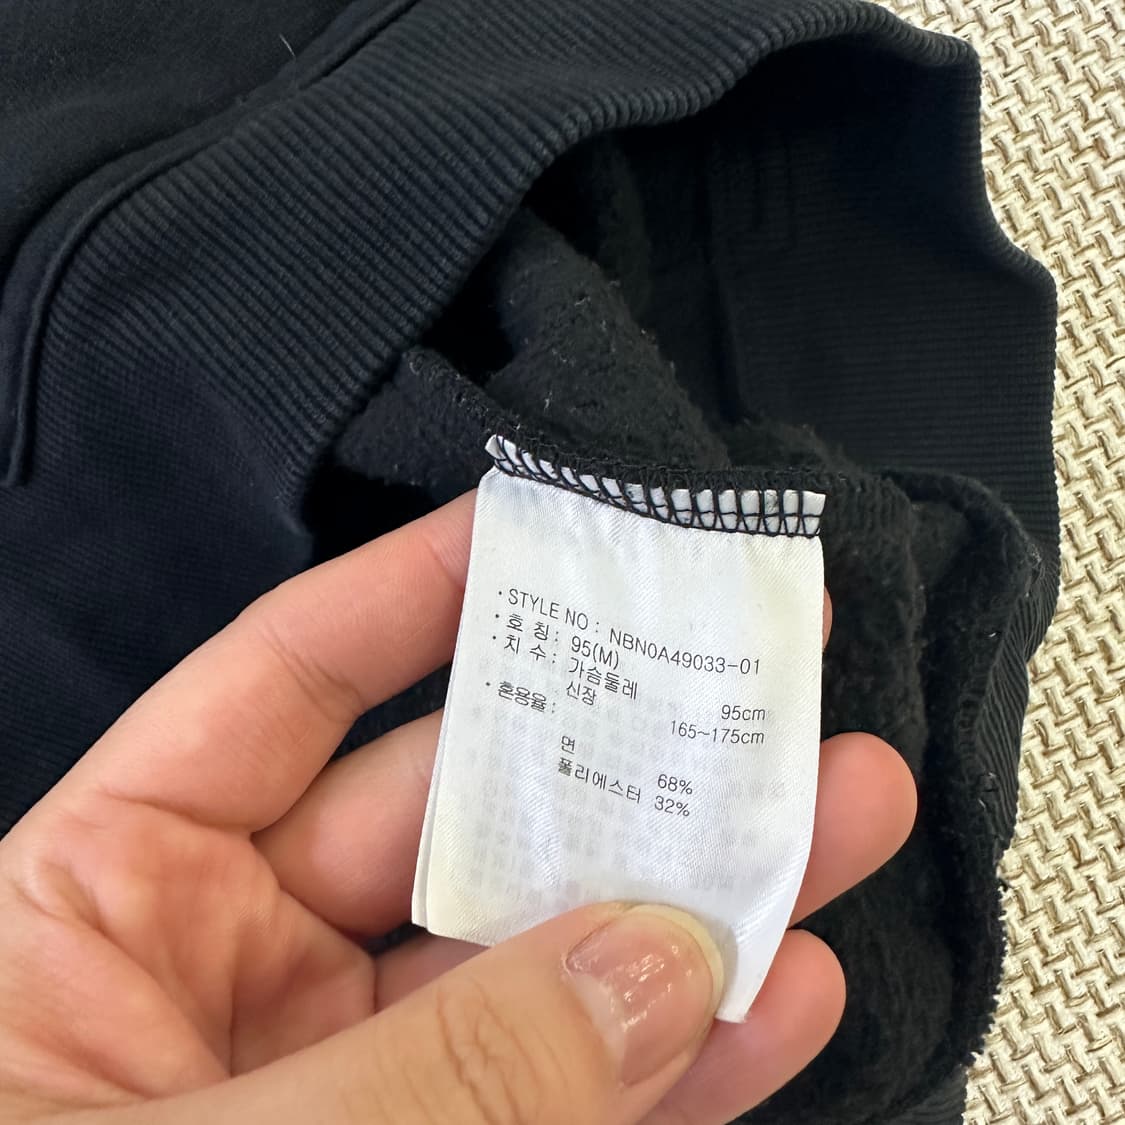 · STYLE NO : NBN0A49033-01
· 호 칭 : 95(M)
· 치 수 : 가슴둘레 95cm
신장 165~175cm
· 혼용율 :
면 68%
폴리에스터 32%